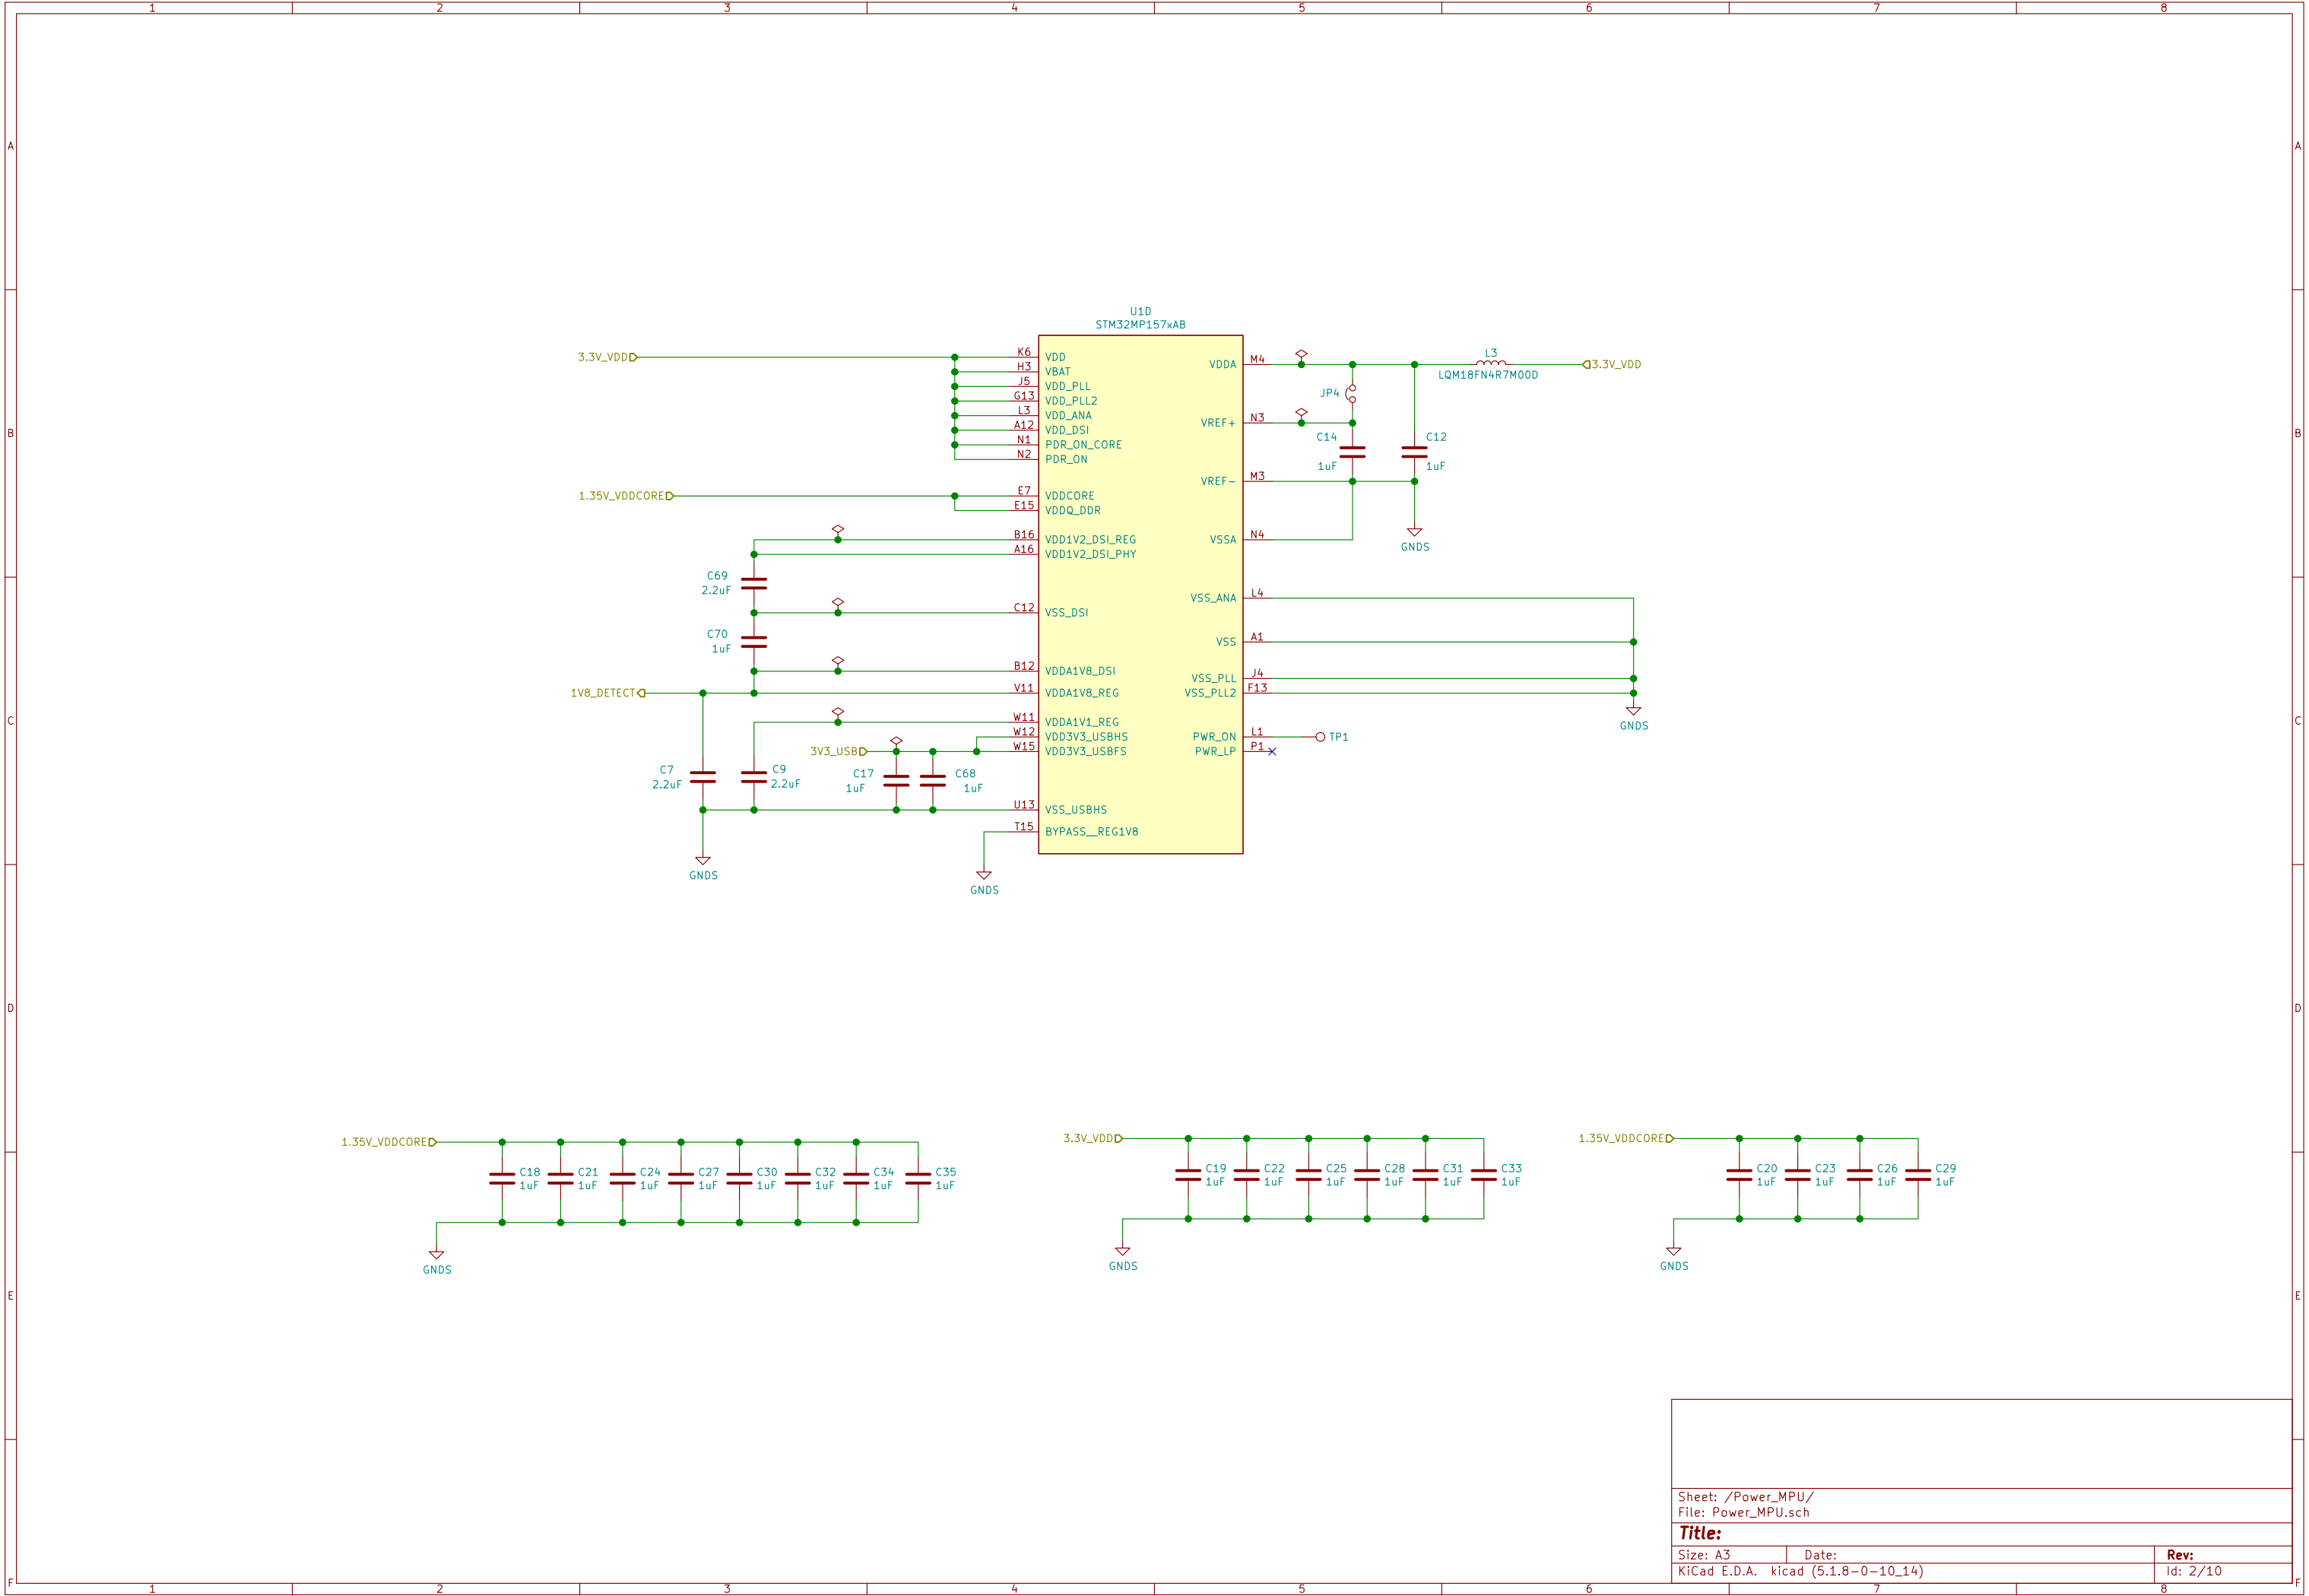 1 2 3 4 5 6 7 8
A A
B B
C C
D D
E E
F F
U1D
STM32MP157xAB
3.3V_VDD
K6 VDD
H3 VBAT
J5 VDD_PLL
G13 VDD_PLL2
L3 VDD_ANA
A12 VDD_DSI
N1 PDR_ON_CORE
N2 PDR_ON
1.35V_VDDCORE
E7 VDDCORE
E15 VDDQ_DDR
B16 VDD1V2_DSI_REG
A16 VDD1V2_DSI_PHY
C69
2.2uF
C12 VSS_DSI
C70
1uF
B12 VDDA1V8_DSI
1V8_DETECT
V11 VDDA1V8_REG
W11 VDDA1V1_REG
W12 VDD3V3_USBHS
3V3_USB
W15 VDD3V3_USBFS
C7
2.2uF
C9
2.2uF
C17
1uF
C68
1uF
U13 VSS_USBHS
T15 BYPASS__REG1V8
GNDS
GNDS
VDDA M4
L3
LQM18FN4R7M00D
3.3V_VDD
JP4
VREF+ N3
C14
1uF
C12
1uF
VREF- M3
VSSA N4
GNDS
VSS_ANA L4
VSS A1
VSS_PLL J4
VSS_PLL2 F13
GNDS
PWR_ON L1
TP1
PWR_LP P1
1.35V_VDDCORE
C18 C21 C24 C27 C30 C32 C34 C35
1uF 1uF 1uF 1uF 1uF 1uF 1uF 1uF
GNDS
3.3V_VDD
C19 C22 C25 C28 C31 C33
1uF 1uF 1uF 1uF 1uF 1uF
GNDS
1.35V_VDDCORE
C20 C23 C26 C29
1uF 1uF 1uF 1uF
GNDS
Sheet: /Power_MPU/
File: Power_MPU.sch
Title:
Size: A3 Date: Rev:
KiCad E.D.A. kicad (5.1.8-0-10_14) Id: 2/10
1 2 3 4 5 6 7 8